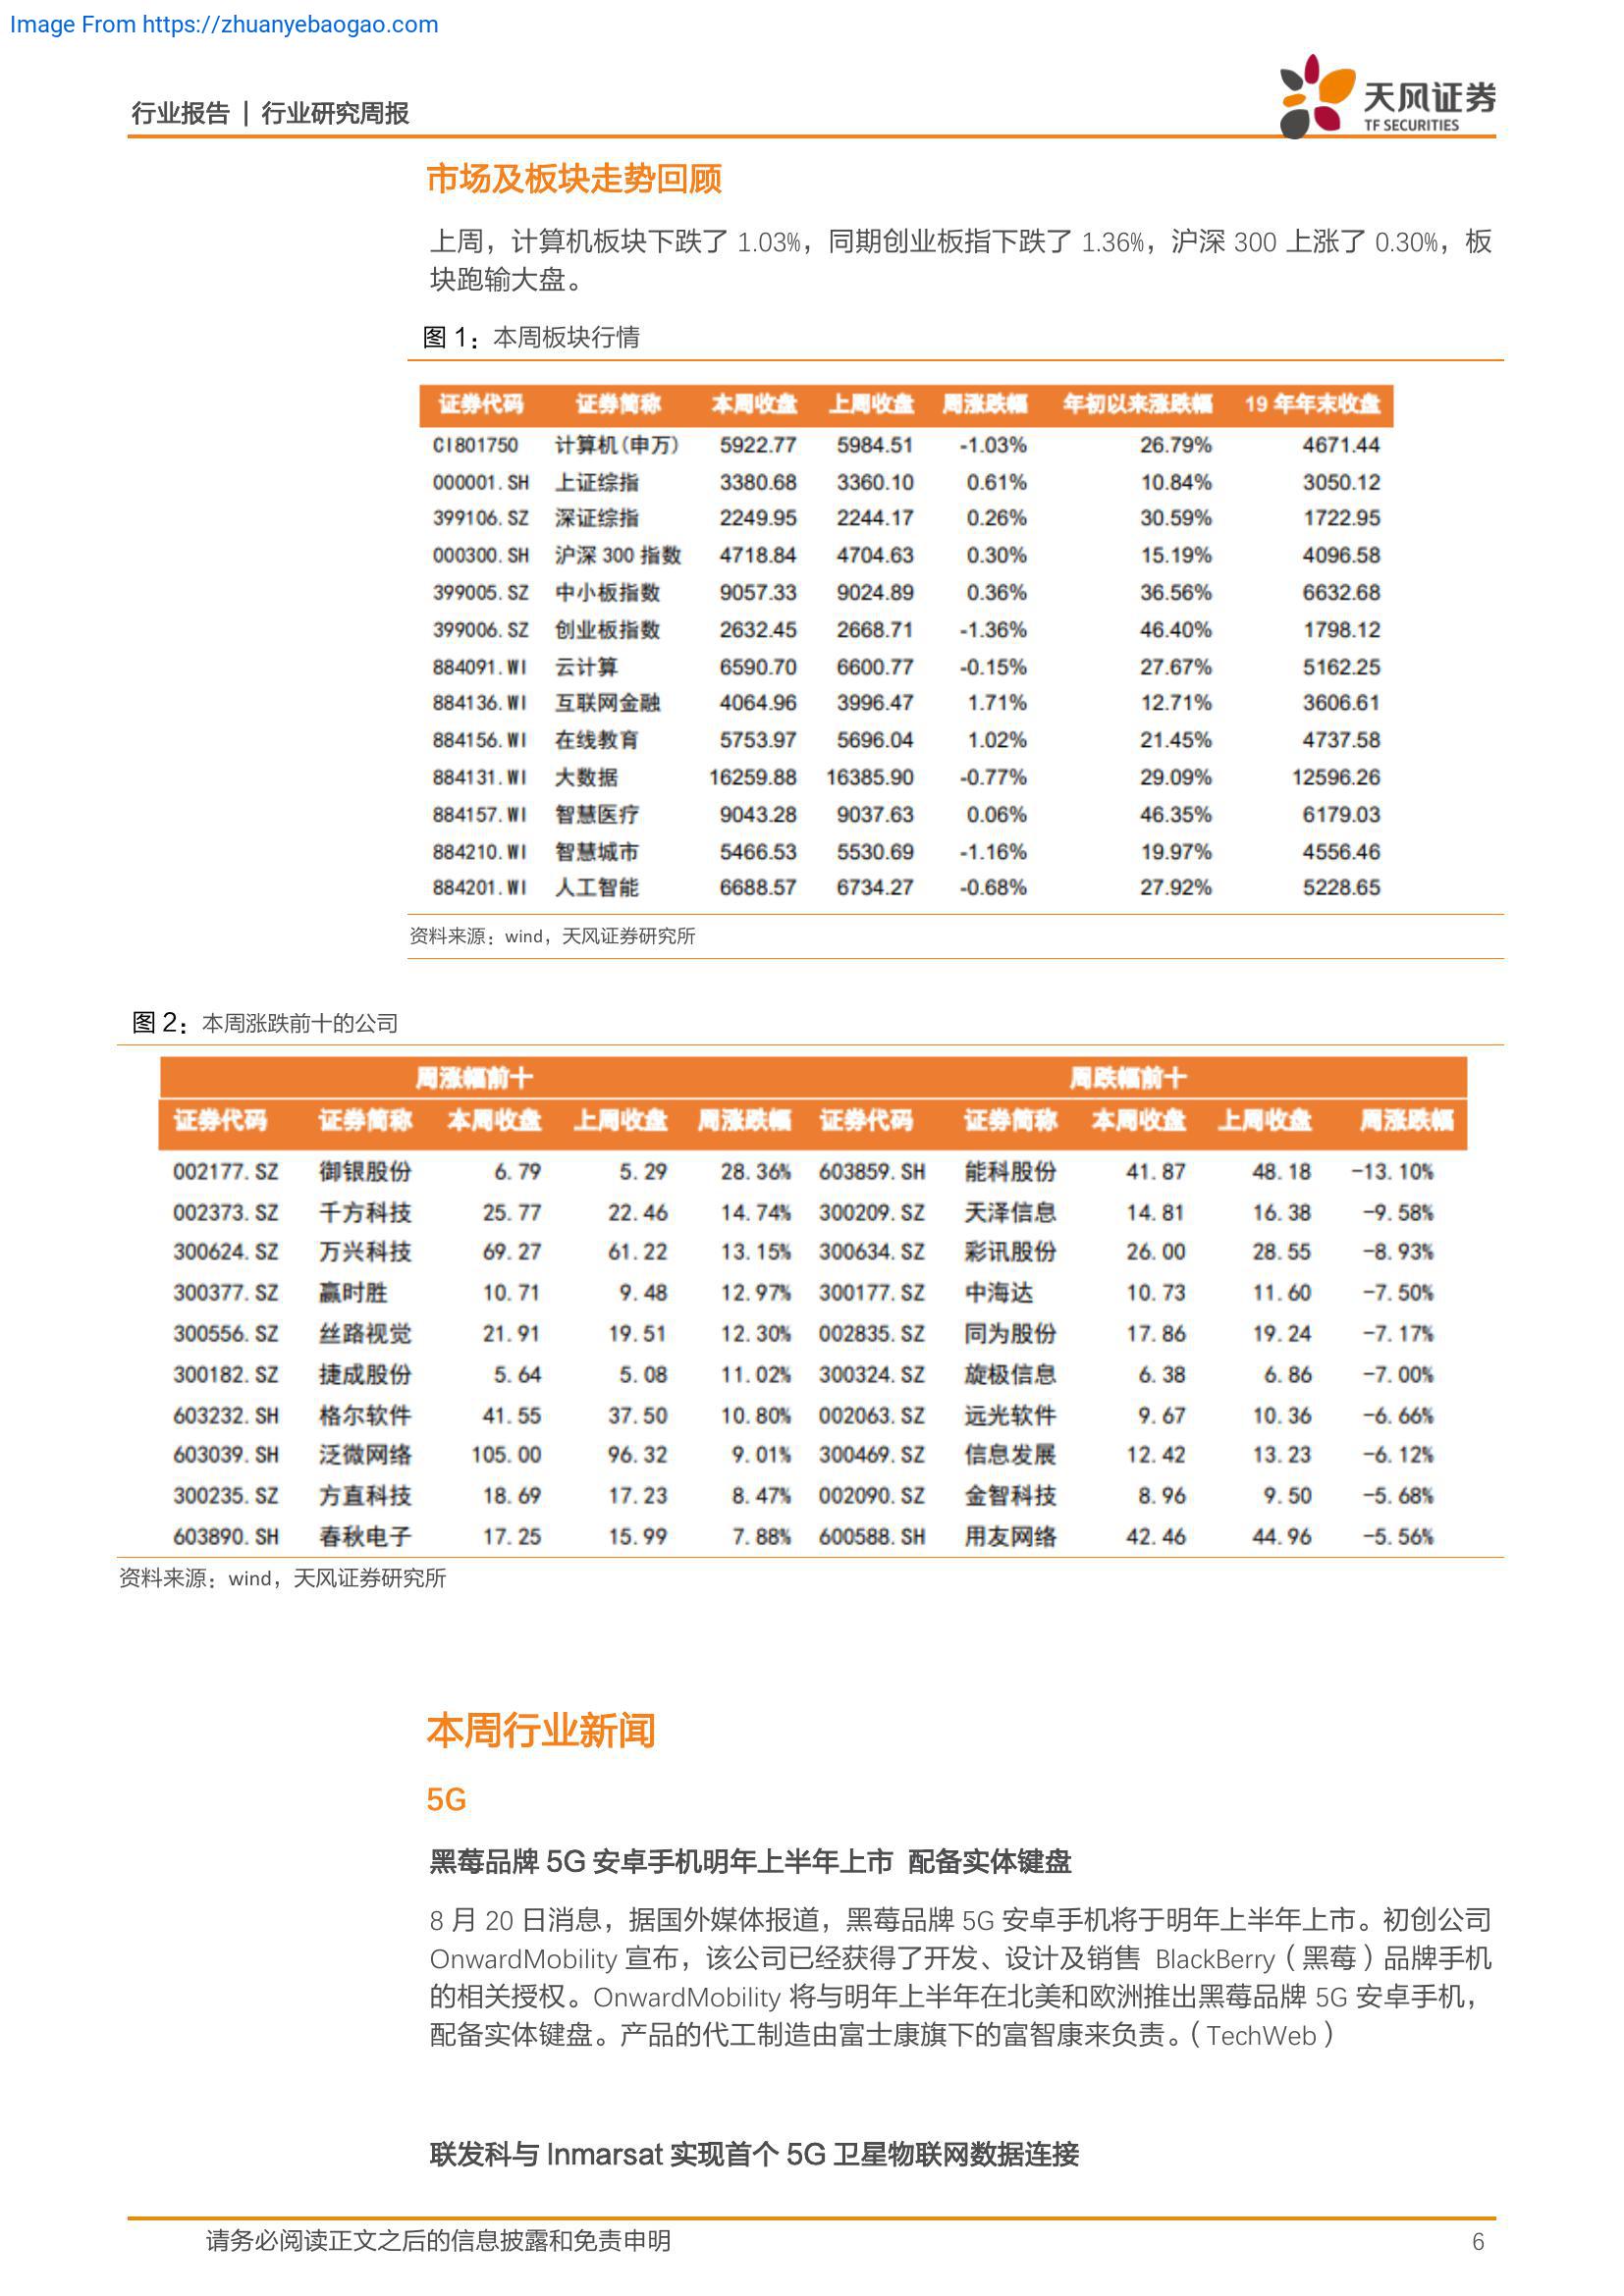 Image From https://zhuanyebaogao.com
行业报告 | 行业研究周报
天风证券
TF SECURITIES
市场及板块走势回顾
上周，计算机板块下跌了 1.03%，同期创业板指下跌了 1.36%，沪深 300 上涨了 0.30%，板
块跑输大盘。
图 1：本周板块行情
证券代码 证券简称 本周收盘 上周收盘 周涨跌幅 年初以来涨跌幅 19 年年末收盘
CI801750 计算机(申万) 5922.77 5984.51 -1.03% 26.79% 4671.44
000001.SH 上证综指 3380.68 3360.10 0.61% 10.84% 3050.12
399106.SZ 深证综指 2249.95 2244.17 0.26% 30.59% 1722.95
000300.SH 沪深 300 指数 4718.84 4704.63 0.30% 15.19% 4096.58
399005.SZ 中小板指数 9057.33 9024.89 0.36% 36.56% 6632.68
399006.SZ 创业板指数 2632.45 2668.71 -1.36% 46.40% 1798.12
884091.WI 云计算 6590.70 6600.77 -0.15% 27.67% 5162.25
884136.WI 互联网金融 4064.96 3996.47 1.71% 12.71% 3606.61
884156.WI 在线教育 5753.97 5696.04 1.02% 21.45% 4737.58
884131.WI 大数据 16259.88 16385.90 -0.77% 29.09% 12596.26
884157.WI 智慧医疗 9043.28 9037.63 0.06% 46.35% 6179.03
884210.WI 智慧城市 5466.53 5530.69 -1.16% 19.97% 4556.46
884201.WI 人工智能 6688.57 6734.27 -0.68% 27.92% 5228.65
资料来源：wind，天风证券研究所
图 2：本周涨跌前十的公司
周涨幅前十 周跌幅前十
证券代码 证券简称 本周收盘 上周收盘 周涨跌幅 证券代码 证券简称 本周收盘 上周收盘 周涨跌幅
002177.SZ 御银股份 6.79 5.29 28.36% 603859.SH 能科股份 41.87 48.18 -13.10%
002373.SZ 千方科技 25.77 22.46 14.74% 300209.SZ 天泽信息 14.81 16.38 -9.58%
300624.SZ 万兴科技 69.27 61.22 13.15% 300634.SZ 彩讯股份 26.00 28.55 -8.93%
300377.SZ 赢时胜 10.71 9.48 12.97% 300177.SZ 中海达 10.73 11.60 -7.50%
300556.SZ 丝路视觉 21.91 19.51 12.30% 002835.SZ 同为股份 17.86 19.24 -7.17%
300182.SZ 捷成股份 5.64 5.08 11.02% 300324.SZ 旋极信息 6.38 6.86 -7.00%
603232.SH 格尔软件 41.55 37.50 10.80% 002063.SZ 远光软件 9.67 10.36 -6.66%
603039.SH 泛微网络 105.00 96.32 9.01% 300469.SZ 信息发展 12.42 13.23 -6.12%
300235.SZ 方直科技 18.69 17.23 8.47% 002090.SZ 金智科技 8.96 9.50 -5.68%
603890.SH 春秋电子 17.25 15.99 7.88% 600588.SH 用友网络 42.46 44.96 -5.56%
资料来源：wind，天风证券研究所
本周行业新闻
5G
黑莓品牌 5G 安卓手机明年上半年上市 配备实体键盘
8 月 20 日消息，据国外媒体报道，黑莓品牌 5G 安卓手机将于明年上半年上市。初创公司
OnwardMobility 宣布，该公司已经获得了开发、设计及销售 BlackBerry（黑莓）品牌手机
的相关授权。OnwardMobility 将与明年上半年在北美和欧洲推出黑莓品牌 5G 安卓手机，
配备实体键盘。产品的代工制造由富士康旗下的富智康来负责。（TechWeb）
联发科与 Inmarsat 实现首个 5G 卫星物联网数据连接
请务必阅读正文之后的信息披露和免责申明 6